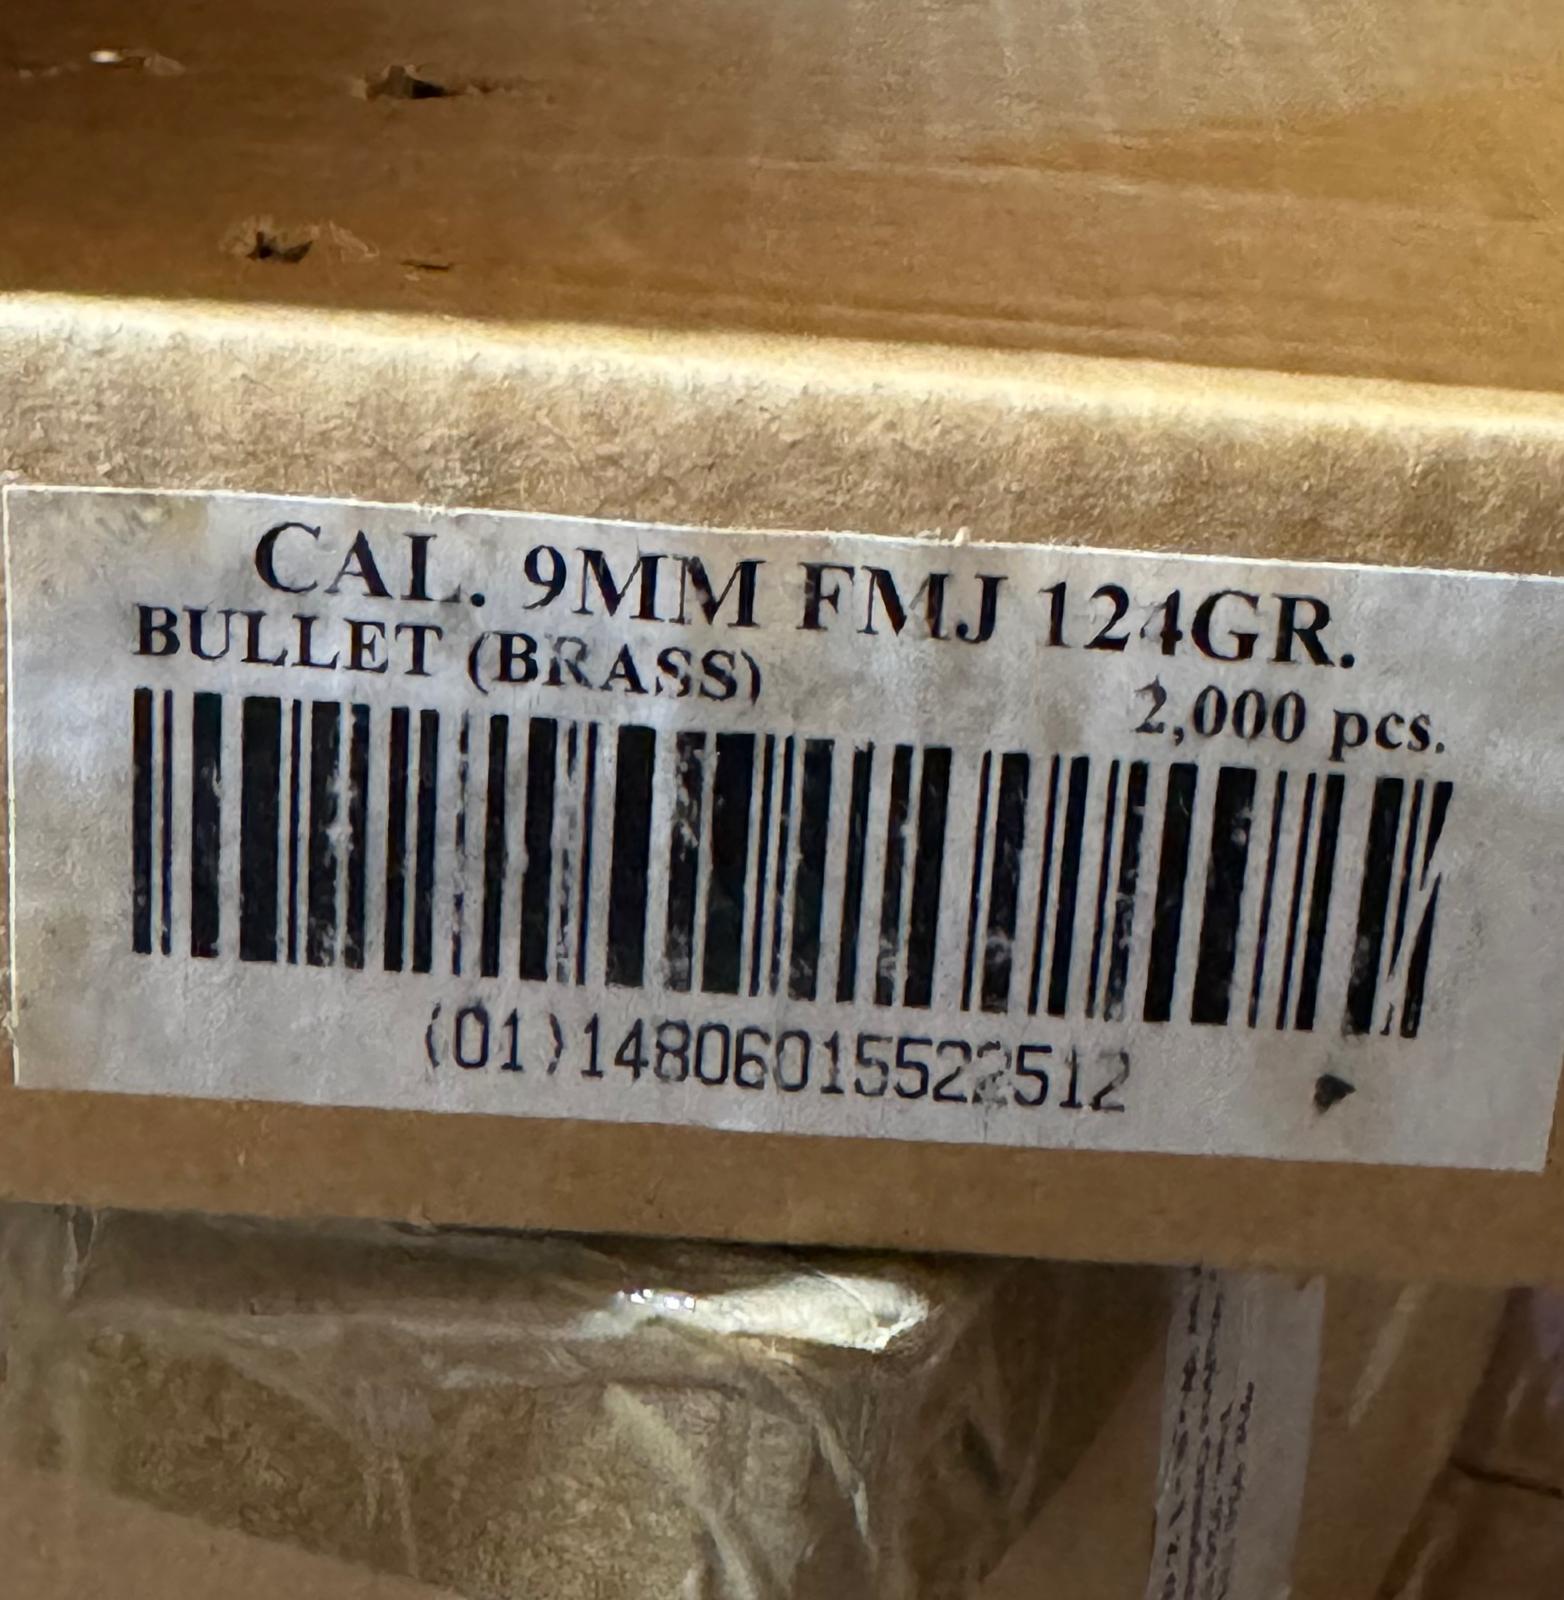 CAL. 9MM FMJ 124GR.
BULLET (BRASS)
2,000 pcs.
(01)14806015522512